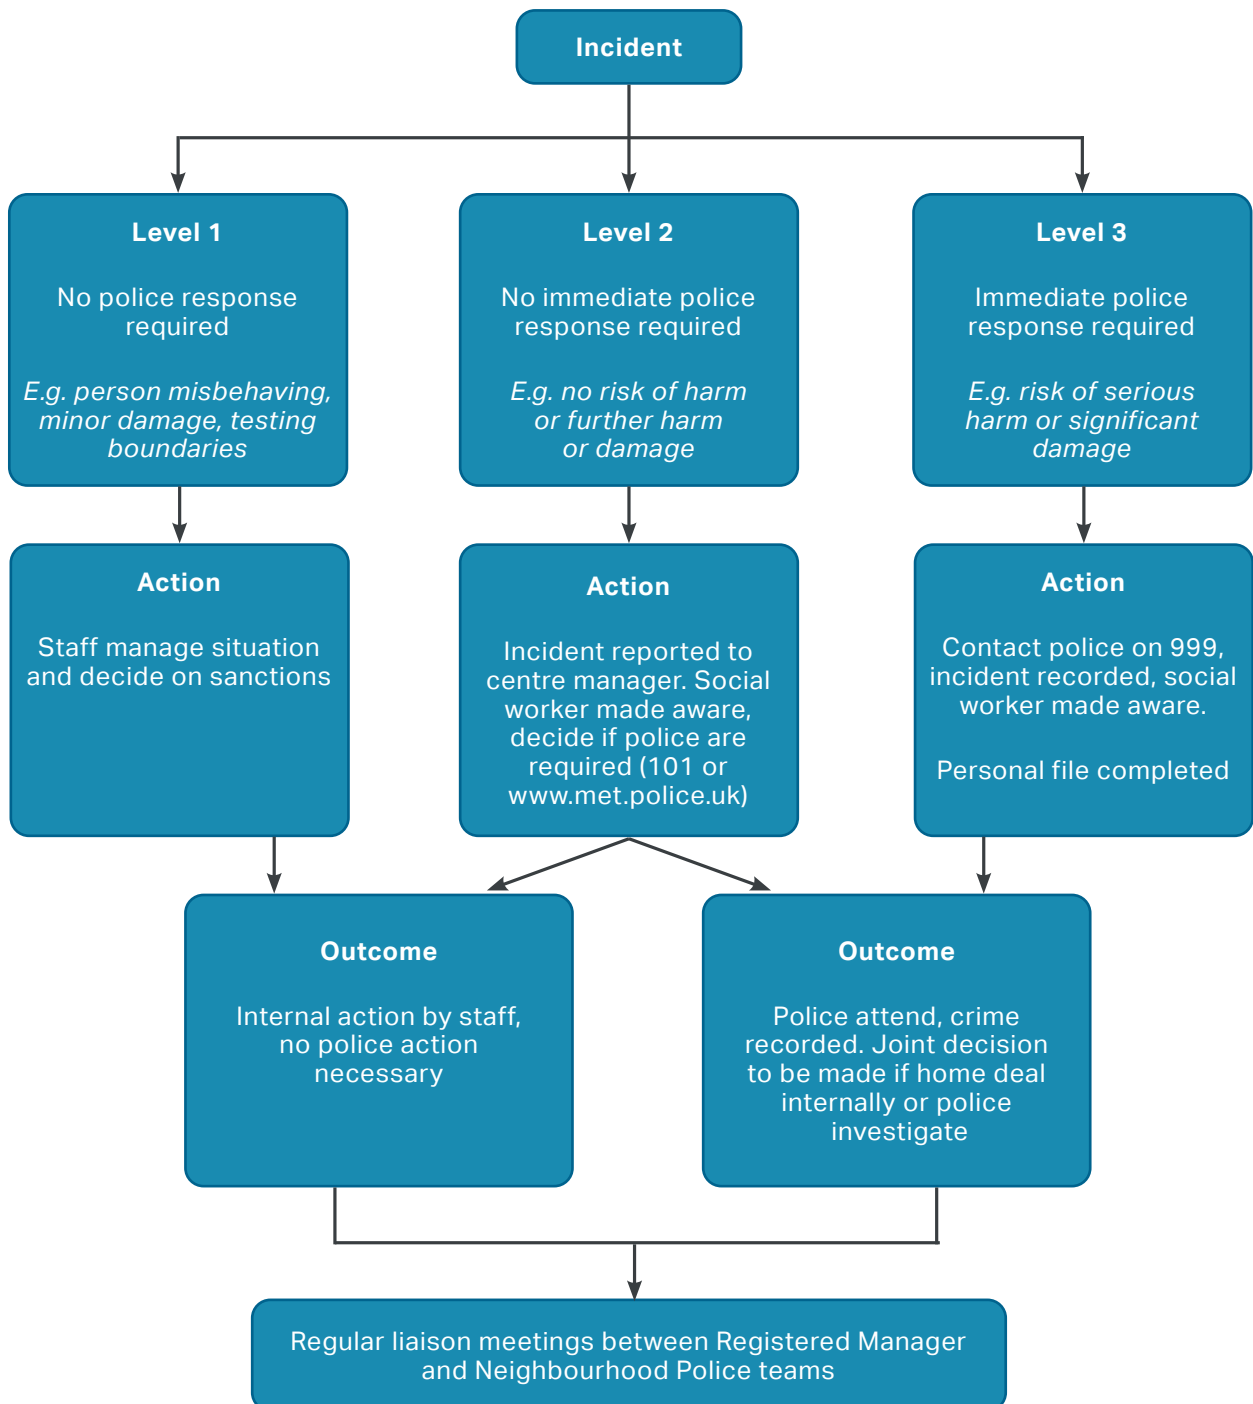 Incident
Level 1
No police response
required
E.g. person misbehaving,
minor damage, testing
boundaries
Level 2
No immediate police
response required
E.g. no risk of harm
or further harm
or damage
Level 3
Immediate police
response required
E.g. risk of serious
harm or significant
damage
Action
Staff manage situation
and decide on sanctions
Action
Incident reported to
centre manager. Social
worker made aware,
decide if police are
required (101 or
www.met.police.uk)
Action
Contact police on 999,
incident recorded, social
worker made aware.
Personal file completed
Outcome
Internal action by staff,
no police action
necessary
Outcome
Police attend, crime
recorded. Joint decision
to be made if home deal
internally or police
investigate
Regular liaison meetings between Registered Manager
and Neighbourhood Police teams